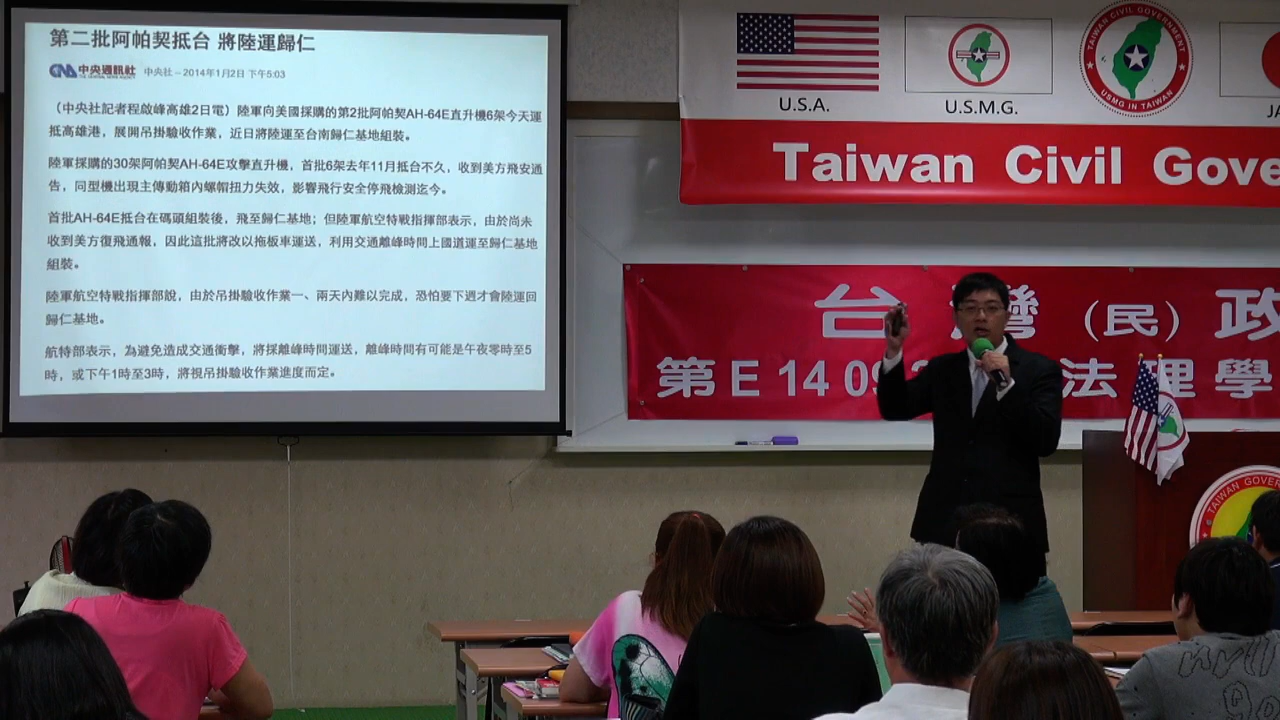 第二批阿帕契抵台 將陸運歸仁
CNA 中央通訊社 中央社 – 2014年1月2日 下午5:03
（中央社記者程啟峰高雄2日電）陸軍向美國採購的第2批阿帕契AH-64E直升機6架今天運
抵高雄港，展開吊掛驗收作業，近日將陸運至台南歸仁基地組裝。
陸軍採購的30架阿帕契AH-64E攻擊直升機，首批6架去年11月抵台不久，收到美方飛安通
告，同型機出現主傳動箱內螺帽扭力失效，影響飛行安全停飛檢測迄今。
首批AH-64E抵台在碼頭組裝後，飛至歸仁基地；但陸軍航空特戰指揮部表示，由於尚未
收到美方復飛通報，因此這批將改以拖板車運送，利用交通離峰時間上國道運至歸仁基地
組裝。
陸軍航空特戰指揮部說，由於吊掛驗收作業一、兩天內難以完成，恐怕要下週才會陸運回
歸仁基地。
航特部表示，為避免造成交通衝擊，將採離峰時間運送，離峰時間有可能是午夜零時至5
時，或下午1時至3時，將視吊掛驗收作業進度而定。
U.S.A.
U.S.M.G.
TAIWAN CIVIL GOVERNMENT
USMG IN TAIWAN
JA
Taiwan Civil Gove
台灣（民）政
第E 14 09 法理學
TAIWAN GOVER